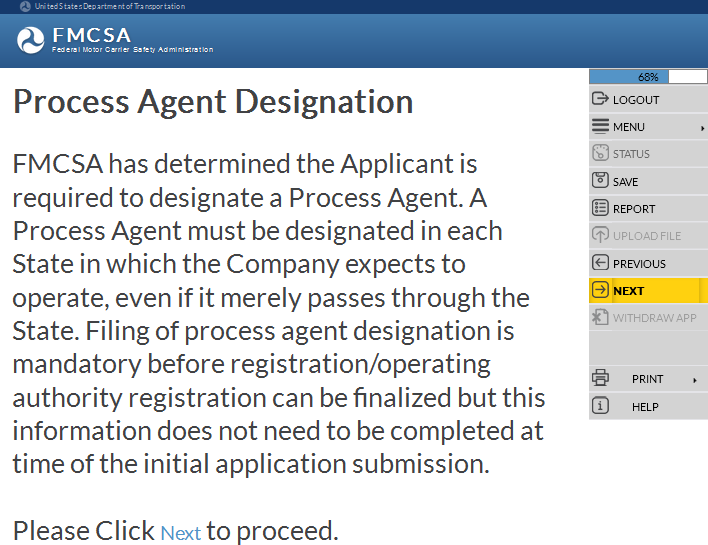 United States Department of Transportation
FMCSA
Federal Motor Carrier Safety Administration
68%
LOGOUT
MENU
STATUS
SAVE
REPORT
UPLOAD FILE
PREVIOUS
NEXT
WITHDRAW APP
PRINT
HELP
Process Agent Designation
FMCSA has determined the Applicant is
required to designate a Process Agent. A
Process Agent must be designated in each
State in which the Company expects to
operate, even if it merely passes through the
State. Filing of process agent designation is
mandatory before registration/operating
authority registration can be finalized but this
information does not need to be completed at
time of the initial application submission.
Please Click Next to proceed.